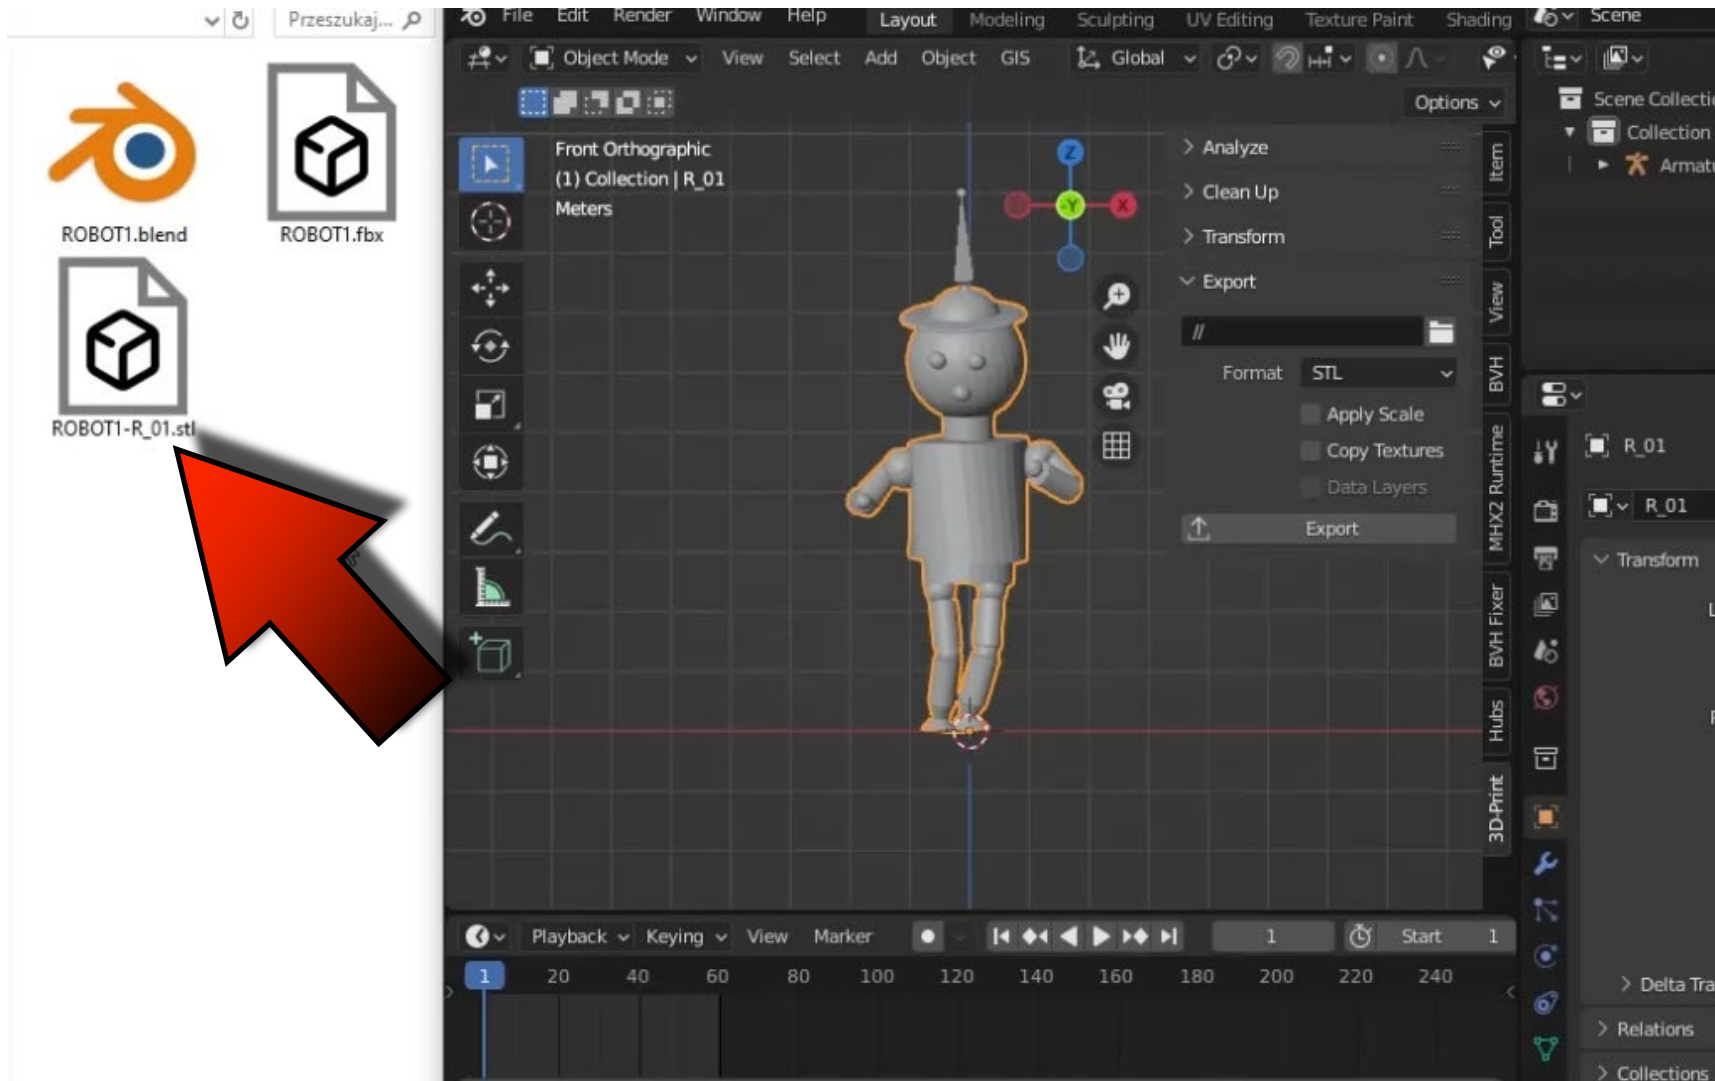 Przeszukaj...
ROBOT1.blend
ROBOT1.fbx
ROBOT1-R_01.stl
File Edit Render Window Help Layout Modeling Sculpting UV Editing Texture Paint Shading
Scene
Object Mode View Select Add Object GIS Global
Options
Front Orthographic
(1) Collection | R_01
Meters
Z
-Y
X
Analyze
Clean Up
Transform
Export
//
Format STL
Apply Scale
Copy Textures
Data Layers
Export
Item
Tool
View
BVH
MHX2 Runtime
BVH Fixer
Hubs
3D-Print
Scene Collectio
Collection
Armatu
R_01
R_01
Transform
Delta Tra
Relations
Collections
Playback Keying View Marker 1 Start 1
1 20 40 60 80 100 120 140 160 180 200 220 240